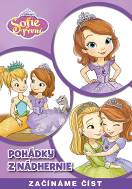 Sofie
První
POHÁDKY
Z NÁDHERNIE
ZAČÍNÁME ČÍST